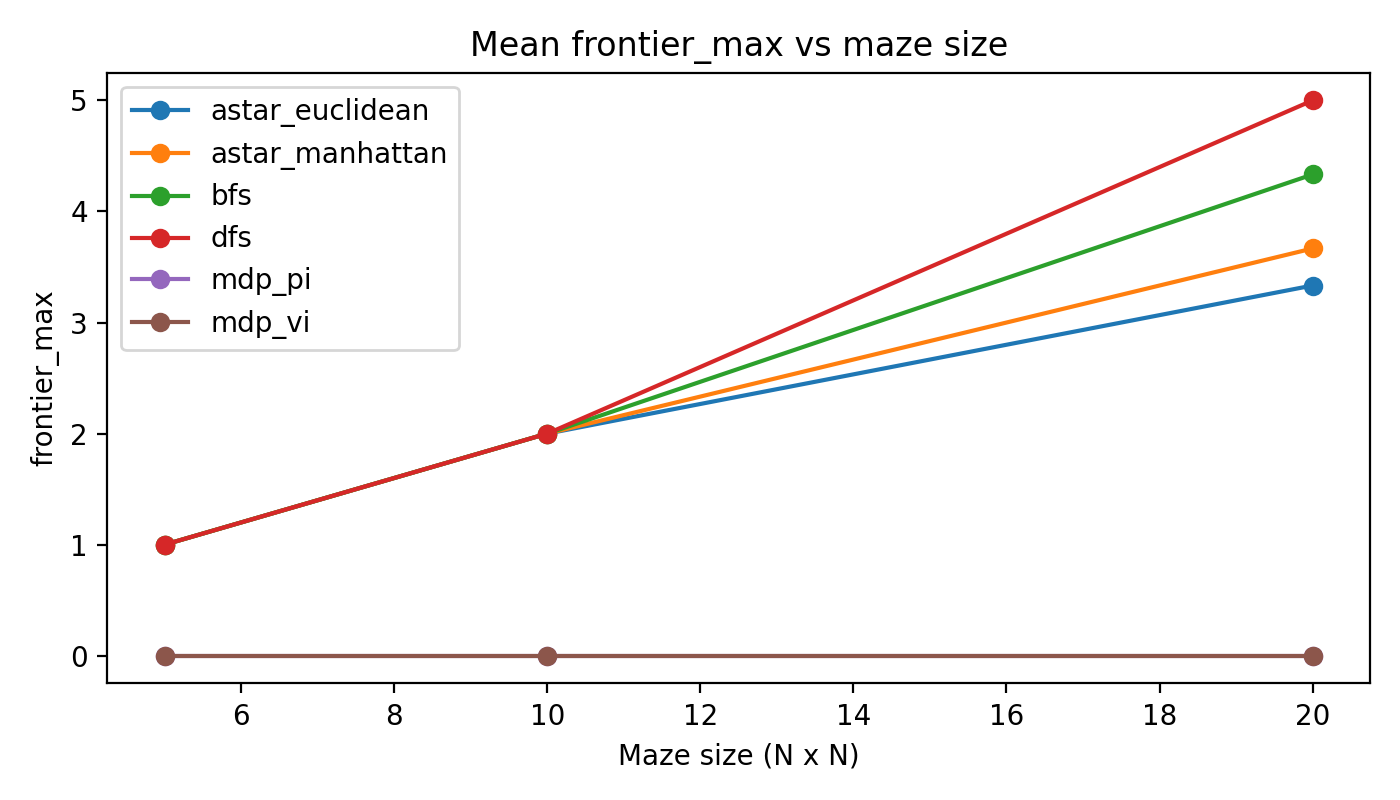 Mean frontier_max vs maze size
astar_euclidean
astar_manhattan
bfs
dfs
mdp_pi
mdp_vi
frontier_max
5
4
3
2
1
0
6 8 10 12 14 16 18 20
Maze size (N x N)